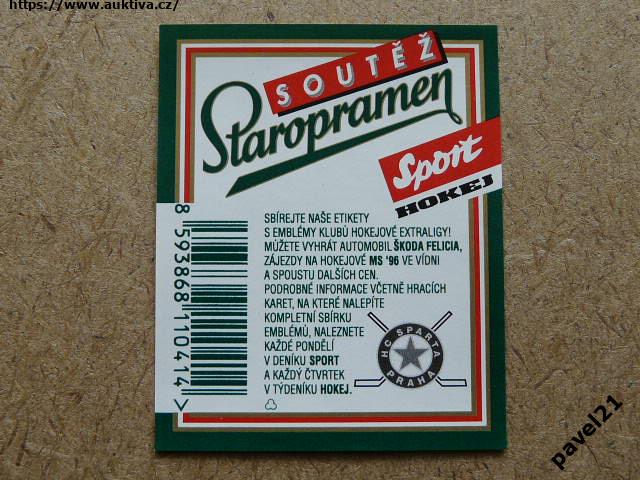 https://www.auktiva.cz/
SOUTĚŽ
Staropramen
Sport
HOKEJ
SBÍREJTE NAŠE ETIKETY
S EMBLÉMY KLUBŮ HOKEJOVÉ EXTRALIGY!
MŮŽETE VYHRÁT AUTOMOBIL ŠKODA FELICIA,
ZÁJEZDY NA HOKEJOVÉ MS '96 VE VÍDNI
A SPOUSTU DALŠÍCH CEN.
PODROBNÉ INFORMACE VČETNĚ HRACÍCH
KARET, NA KTERÉ NALEPÍTE
KOMPLETNÍ SBÍRKU
EMBLÉMŮ, NALEZNETE
KAŽDÉ PONDĚLÍ
V DENÍKU SPORT
A KAŽDÝ ČTVRTEK
V TÝDENÍKU HOKEJ.
HC SPARTA
PRAHA
8 593868 110414 >
pavel21